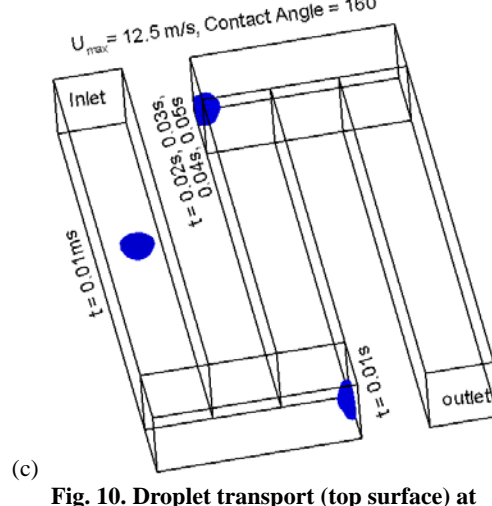 U_max= 12.5 m/s, Contact Angle = 160
Inlet
t = 0.02s, 0.03s,
0.04s, 0.05s
t = 0.01ms
t = 0.01s
outlet
(c)
Fig. 10. Droplet transport (top surface) at